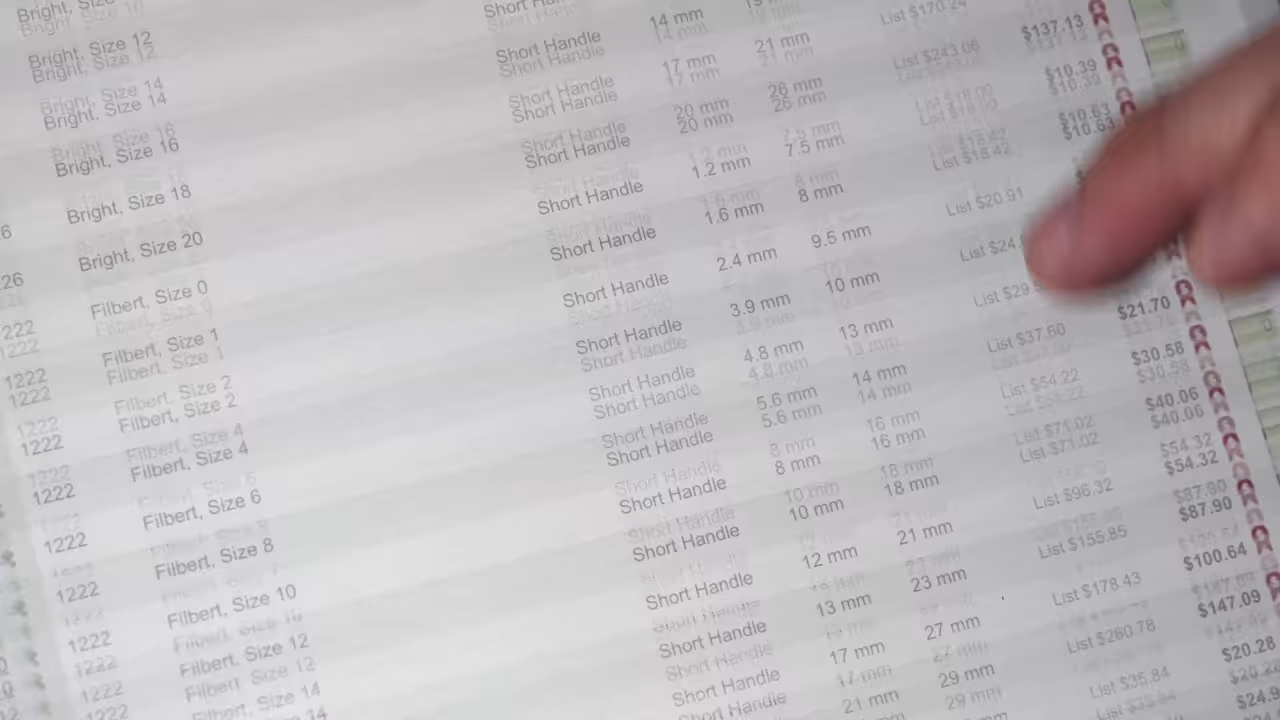 Bright, Size 12
Bright, Size 14 Short
Bright, Size 16 Short Handle 14 mm
6 Bright, Size 18 Short Handle 17 mm 21 mm List $170.24
26 Bright, Size 20 Short Handle 20 mm 26 mm List $243.06 $137.13
1222 Filbert, Size 0 Short Handle 1.2 mm 7.5 mm List $18.00 $10.39
1222 Filbert, Size 1 Short Handle 1.6 mm 8 mm List $18.42 $10.63
1222 Filbert, Size 2 Short Handle 2.4 mm 9.5 mm List $20.91
1222 Filbert, Size 4 Short Handle 3.9 mm 10 mm List $24.
1222 Filbert, Size 6 Short Handle 4.8 mm 13 mm List $29.
1222 Filbert, Size 8 Short Handle 5.6 mm 14 mm List $37.60 $21.70
1222 Filbert, Size 10 Short Handle 8 mm 16 mm List $54.22 $30.58
1222 Filbert, Size 12 Short Handle 10 mm 18 mm List $71.02 $40.06
1222 Filbert, Size 14 Short Handle 12 mm 21 mm List $96.32 $54.32
Short Handle 13 mm 23 mm List $155.85 $87.90
Short Handle 17 mm 27 mm List $178.43 $100.64
21 mm 29 mm List $260.78 $147.09
List $35.84 $20.28